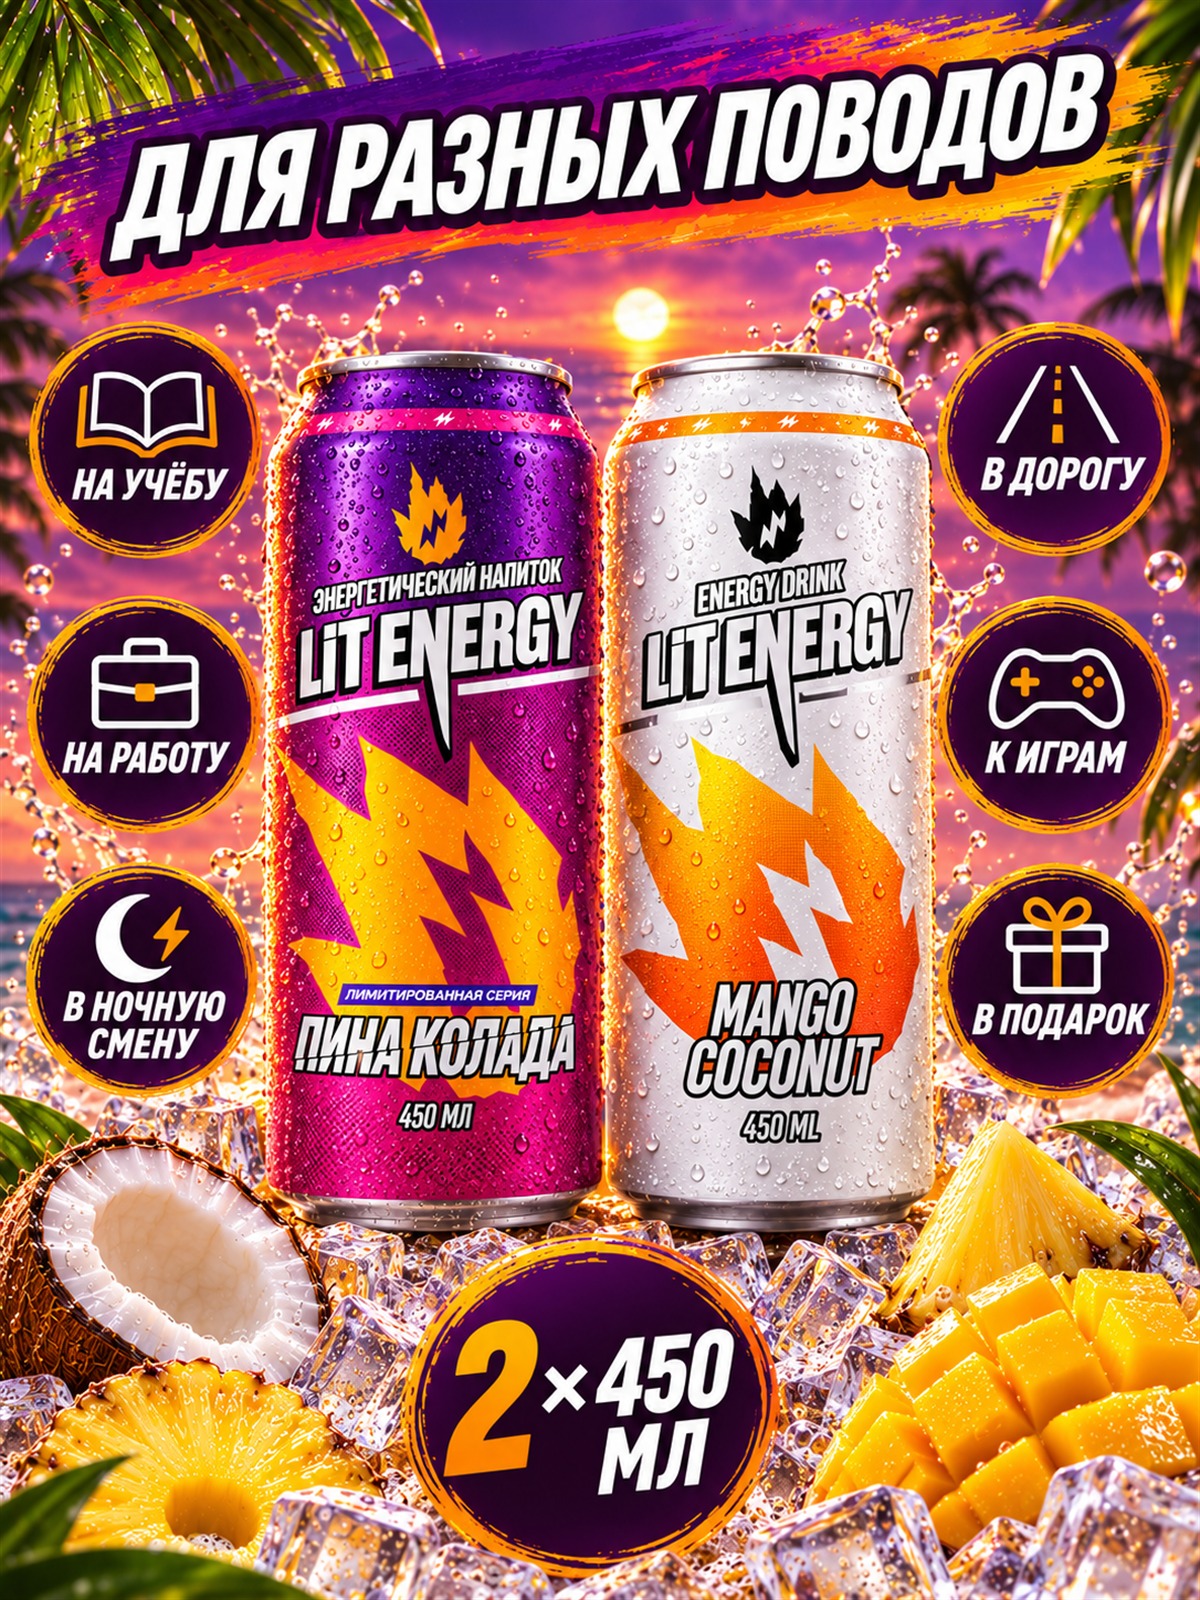 ДЛЯ РАЗНЫХ ПОВОДОВ
НА УЧЁБУ
НА РАБОТУ
В НОЧНУЮ
СМЕНУ
ЭНЕРГЕТИЧЕСКИЙ НАПИТОК
LiT ENERGY
ЛИМИТИРОВАННАЯ СЕРИЯ
ПИНА КОЛАДА
450 МЛ
ENERGY DRINK
LiT ENERGY
MANGO
COCONUT
450 ML
В ДОРОГУ
К ИГРАМ
В ПОДАРОК
2×450
МЛ